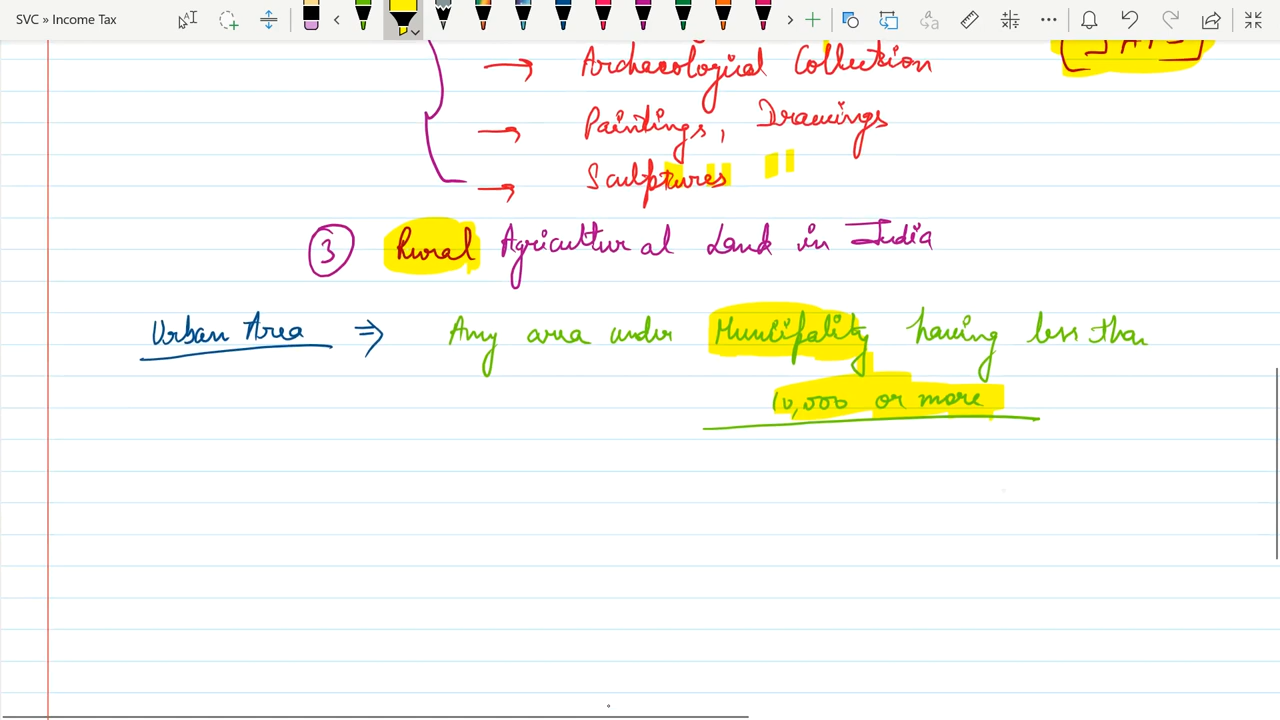 SVC » Income Tax
→ Archaeological Collection
→ Paintings, Drawings
→ Sculptures " "
③ Rural Agricultural Land in India
Urban Area ⇒ Any area under Muncipality having less than
10,000 or more